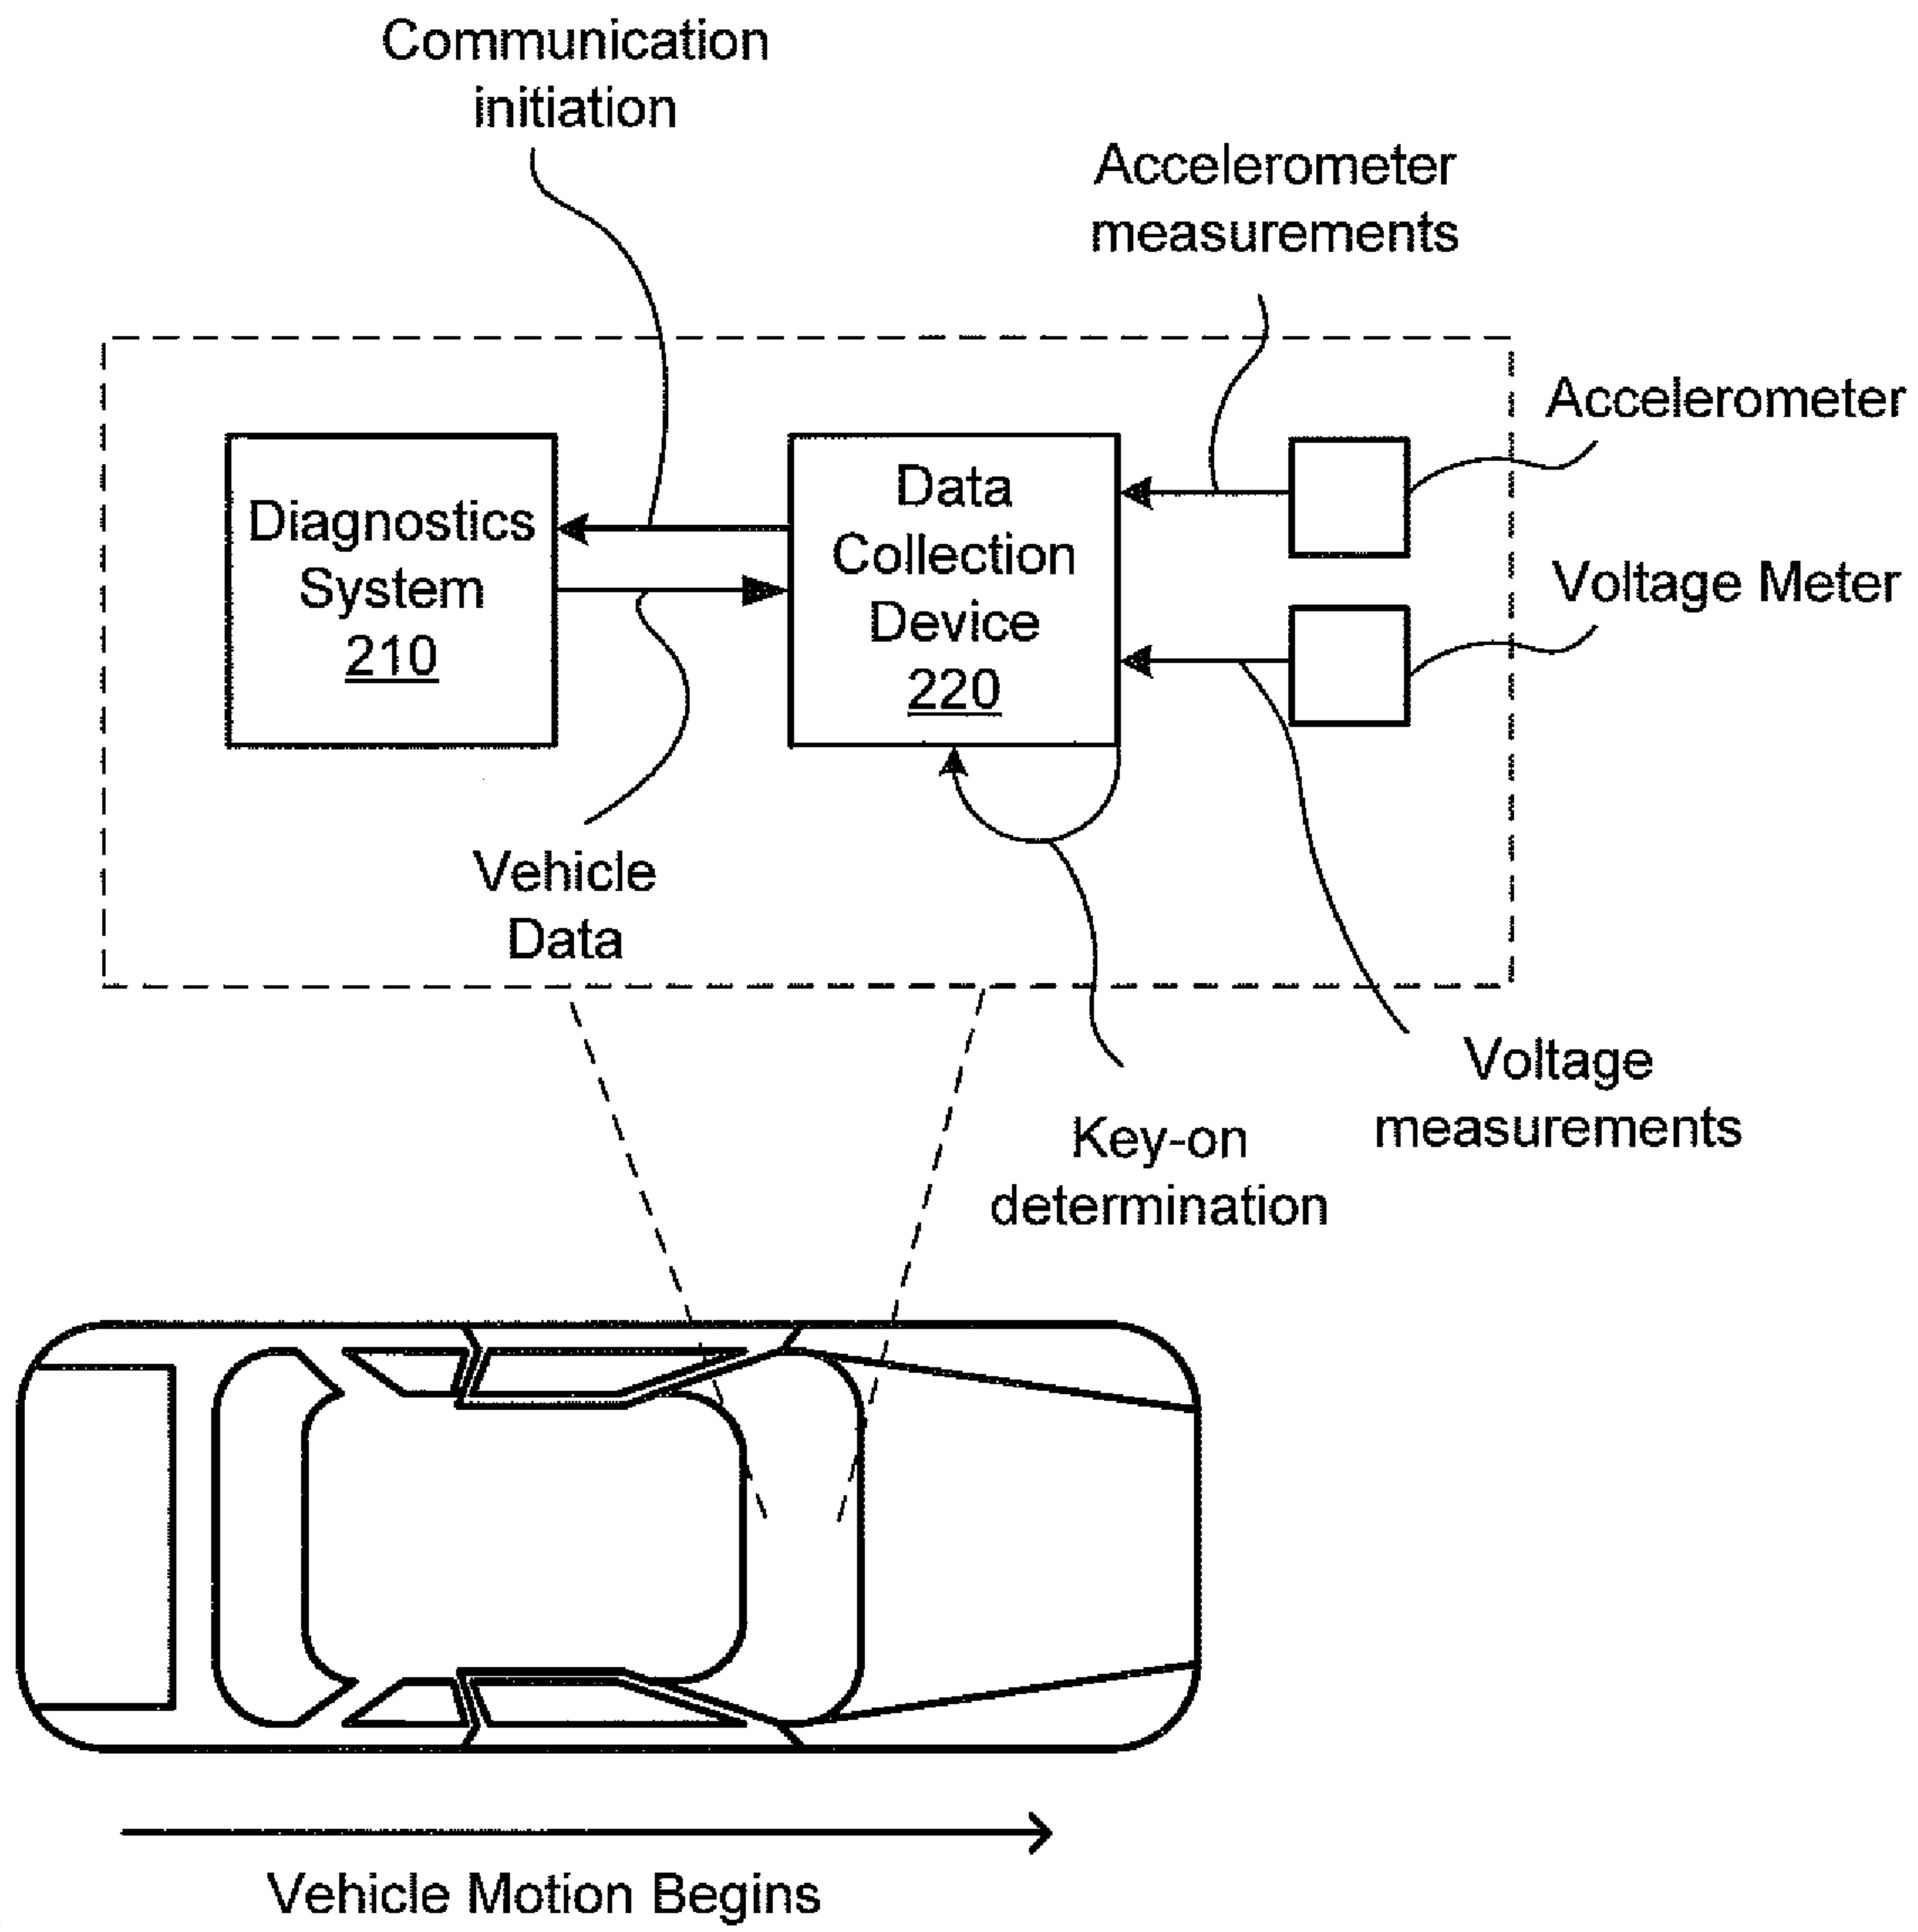 Communication
initiation
Accelerometer
measurements
Accelerometer
Diagnostics
System
210
Data
Collection
Device
220
Voltage Meter
Vehicle
Data
Voltage
measurements
Key-on
determination
Vehicle Motion Begins